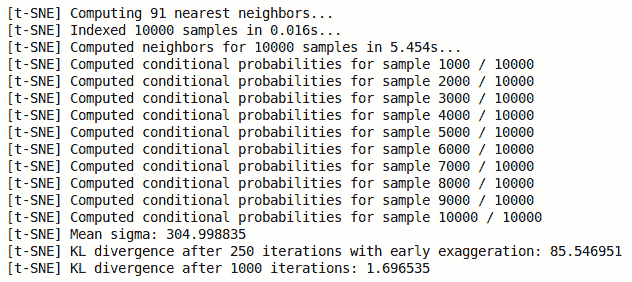 [t-SNE] Computing 91 nearest neighbors...
[t-SNE] Indexed 10000 samples in 0.016s...
[t-SNE] Computed neighbors for 10000 samples in 5.454s...
[t-SNE] Computed conditional probabilities for sample 1000 / 10000
[t-SNE] Computed conditional probabilities for sample 2000 / 10000
[t-SNE] Computed conditional probabilities for sample 3000 / 10000
[t-SNE] Computed conditional probabilities for sample 4000 / 10000
[t-SNE] Computed conditional probabilities for sample 5000 / 10000
[t-SNE] Computed conditional probabilities for sample 6000 / 10000
[t-SNE] Computed conditional probabilities for sample 7000 / 10000
[t-SNE] Computed conditional probabilities for sample 8000 / 10000
[t-SNE] Computed conditional probabilities for sample 9000 / 10000
[t-SNE] Computed conditional probabilities for sample 10000 / 10000
[t-SNE] Mean sigma: 304.998835
[t-SNE] KL divergence after 250 iterations with early exaggeration: 85.546951
[t-SNE] KL divergence after 1000 iterations: 1.696535